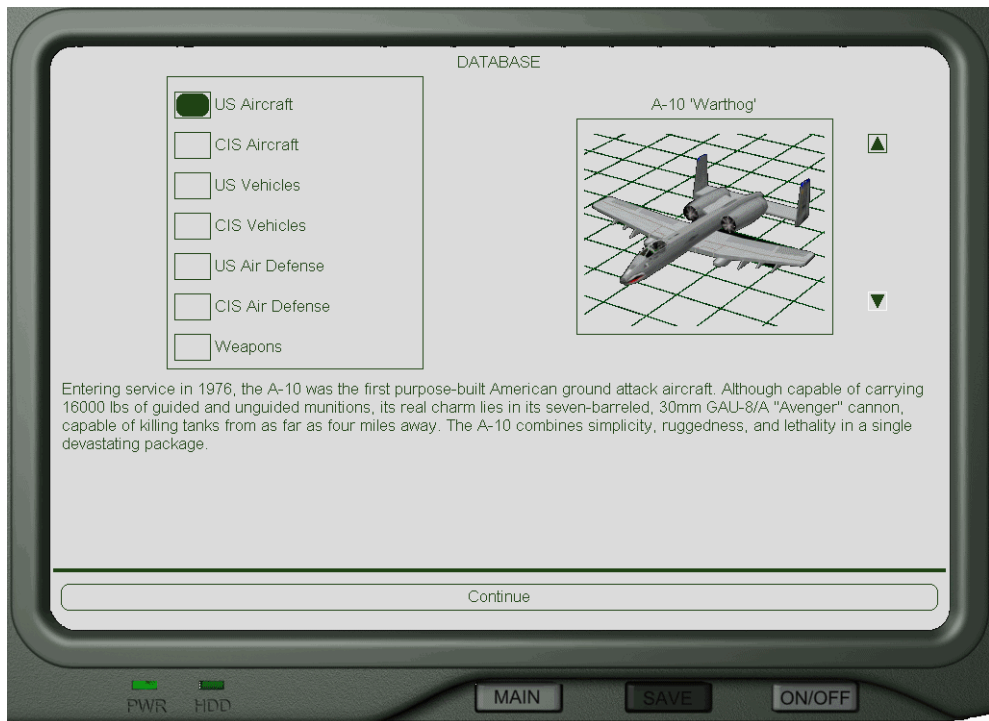 DATABASE
US Aircraft
CIS Aircraft
US Vehicles
CIS Vehicles
US Air Defense
CIS Air Defense
Weapons
A-10 'Warthog'
Entering service in 1976, the A-10 was the first purpose-built American ground attack aircraft. Although capable of carrying
16000 lbs of guided and unguided munitions, its real charm lies in its seven-barreled, 30mm GAU-8/A "Avenger" cannon,
capable of killing tanks from as far as four miles away. The A-10 combines simplicity, ruggedness, and lethality in a single
devastating package.
Continue
PWR HDD MAIN SAVE ON/OFF